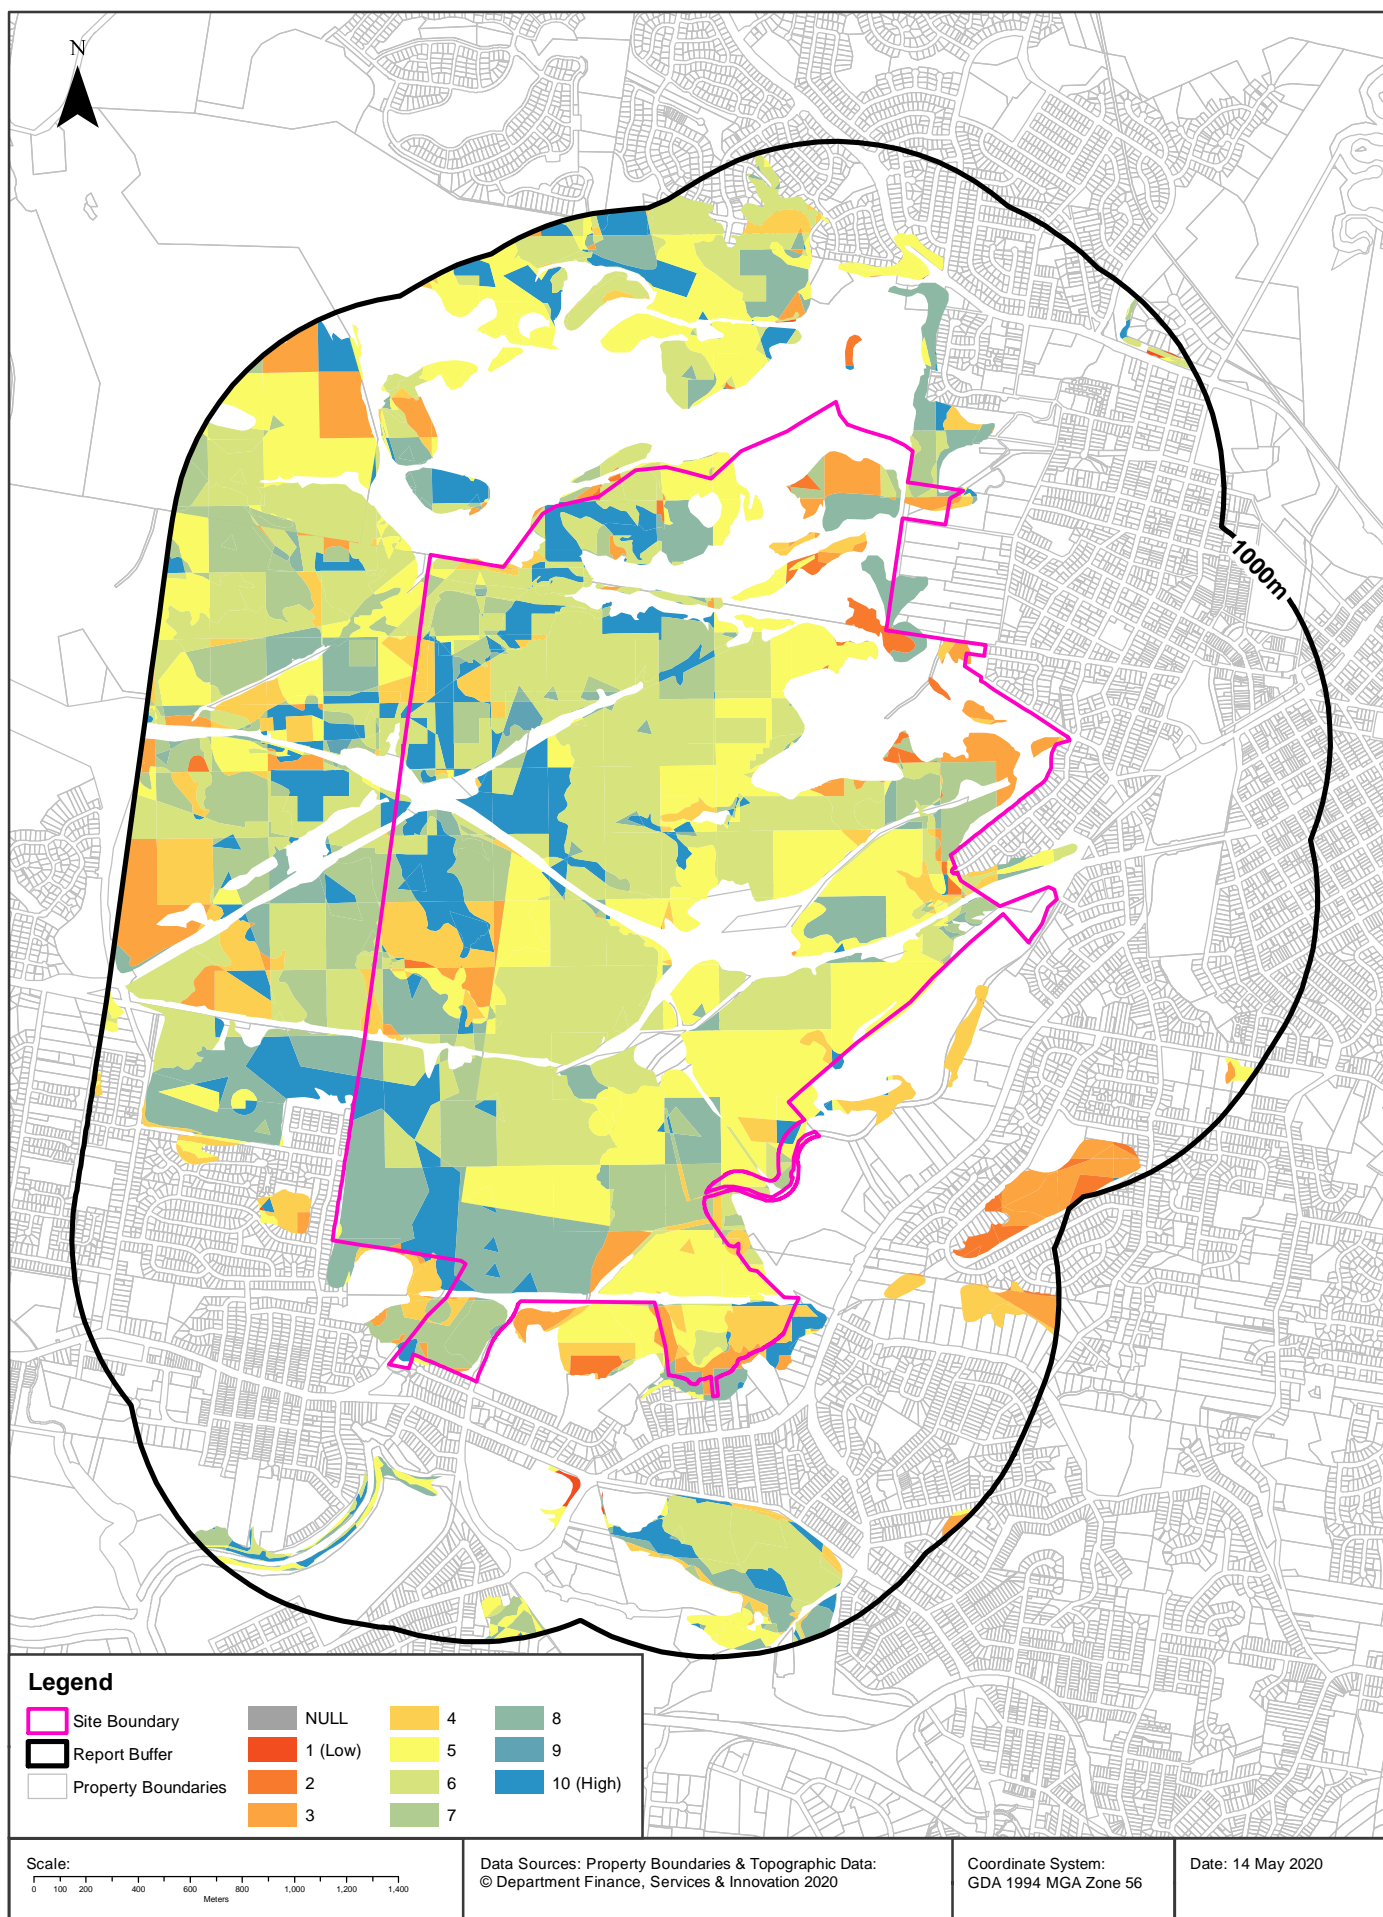 N
1000m
Legend
Site Boundary
Report Buffer
Property Boundaries
NULL
1 (Low)
2
3
4
5
6
7
8
9
10 (High)
Scale:
0 100 200 400 600 800 1,000 1,200 1,400
Meters
Data Sources: Property Boundaries & Topographic Data:
© Department Finance, Services & Innovation 2020
Coordinate System:
GDA 1994 MGA Zone 56
Date: 14 May 2020